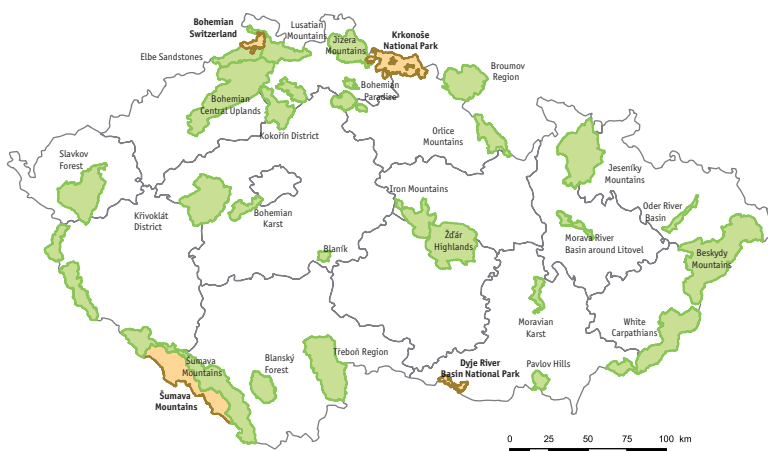 Bohemian
Switzerland
Lusatian
Mountains
Jizera
Mountains
Krkonoše
National Park
Elbe Sandstones
Broumov
Region
Bohemian
Paradise
Bohemian
Central Uplands
Kokořín District
Orlice
Mountains
Slavkov
Forest
Jeseníky
Mountains
Iron Mountains
Křivoklát
District
Bohemian
Karst
Oder River
Basin
Žďár
Highlands
Morava River
Basin around Litovel
Blaník
Beskydy
Mountains
Moravian
Karst
White
Carpathians
Šumava
Mountains
Blanský
Forest
Třeboň Region
Dyje River
Basin National Park
Pavlov Hills
Šumava
Mountains
0 25 50 75 100 km